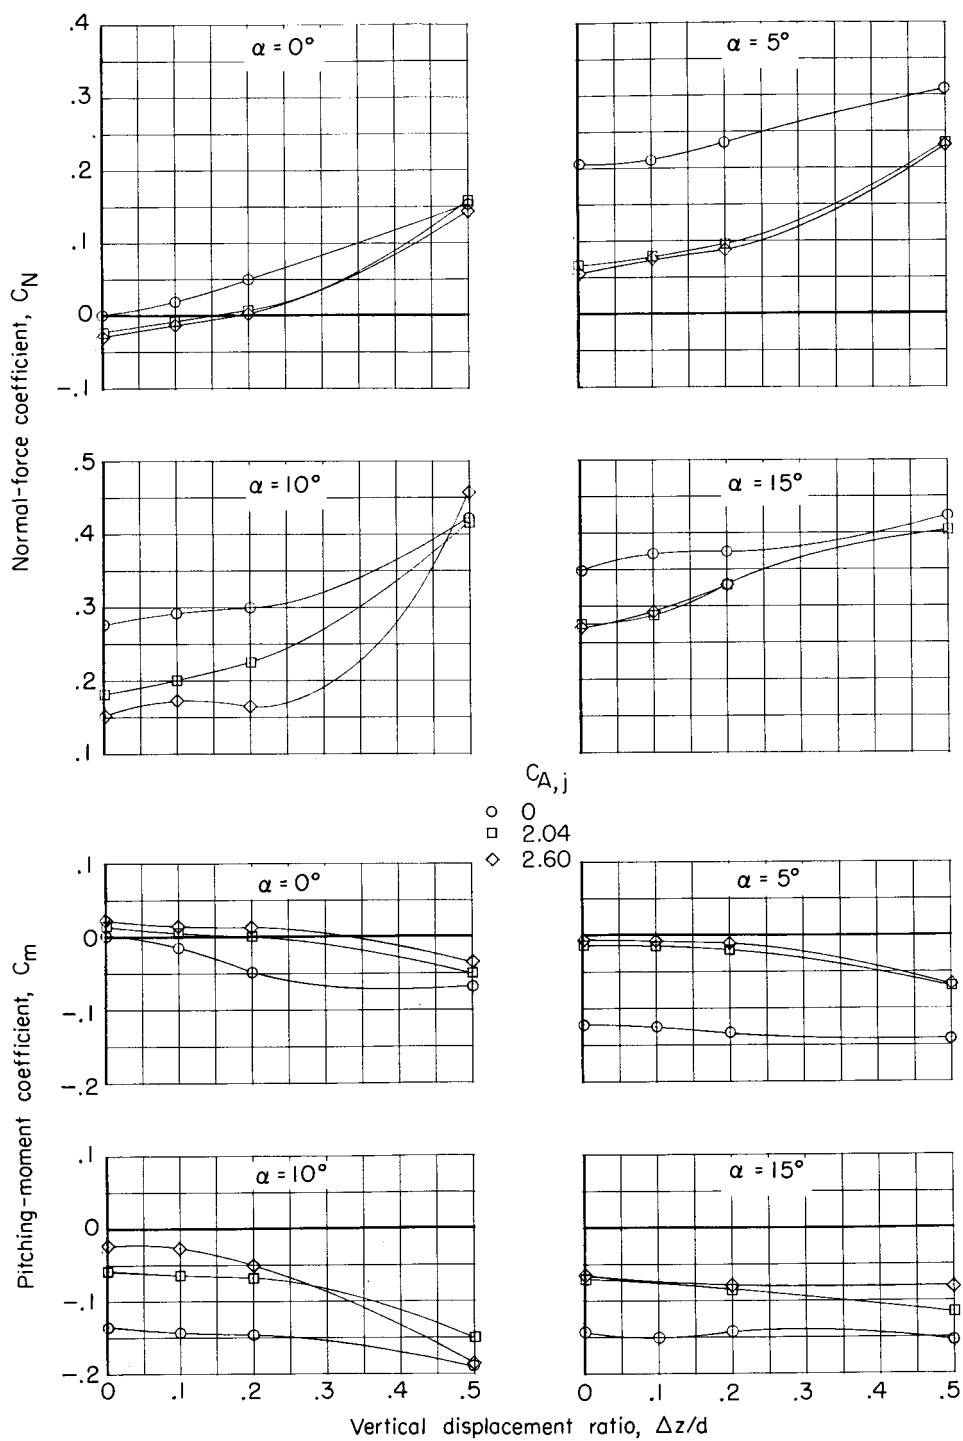 Normal-force coefficient, C_N
.4
.3
.2
.1
0
-.1
α = 0°
α = 5°
.5
.4
.3
.2
.1
α = 10°
α = 15°
C_A,j
0
2.04
2.60
Pitching-moment coefficient, C_m
.1
0
-.1
-.2
α = 0°
α = 5°
.1
0
-.1
-.2
α = 10°
α = 15°
0 .1 .2 .3 .4 .5
0 .1 .2 .3 .4 .5
Vertical displacement ratio, Δz/d